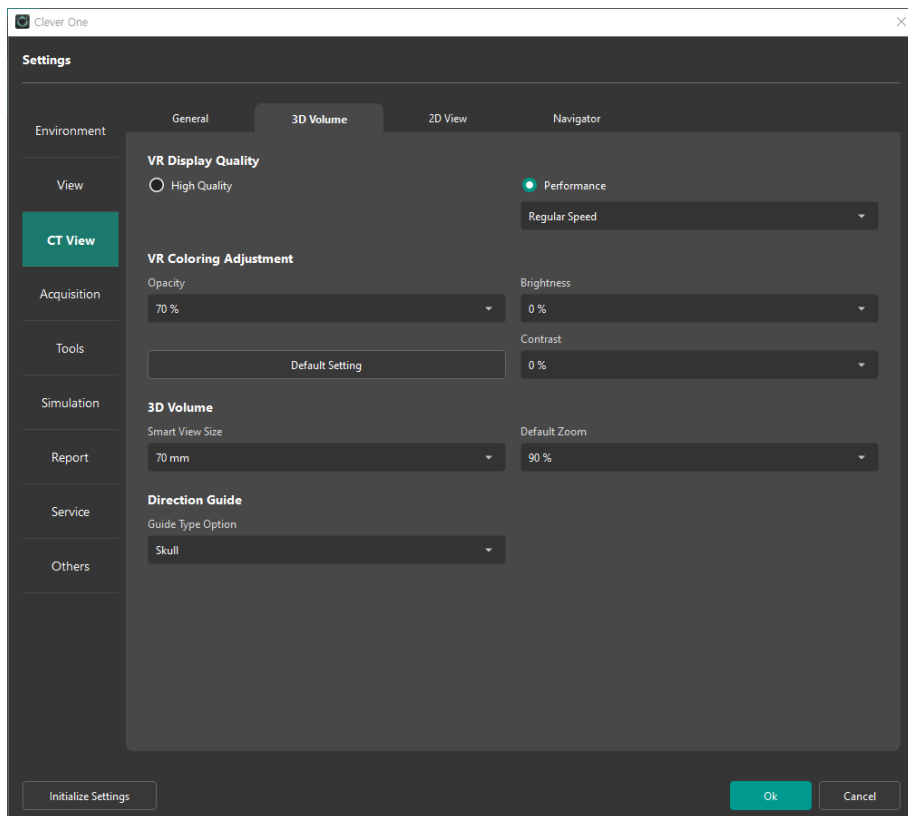 Clever One
Settings
Environment
View
CT View
Acquisition
Tools
Simulation
Report
Service
Others
General
3D Volume
2D View
Navigator
VR Display Quality
High Quality
Performance
Regular Speed
VR Coloring Adjustment
Opacity
Brightness
70 %
0 %
Contrast
Default Setting
0 %
3D Volume
Smart View Size
Default Zoom
70 mm
90 %
Direction Guide
Guide Type Option
Skull
Initialize Settings
Ok
Cancel